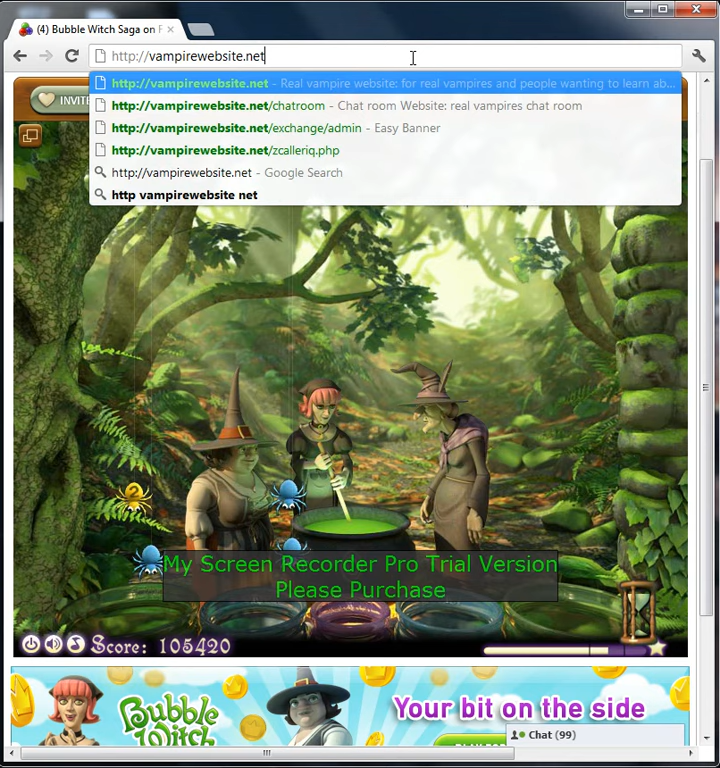 (4) Bubble Witch Saga on F
http://vampirewebsite.net
http://vampirewebsite.net - Real vampire website: for real vampires and people wanting to learn ab...
http://vampirewebsite.net/chatroom - Chat room Website: real vampires chat room
http://vampirewebsite.net/exchange/admin - Easy Banner
http://vampirewebsite.net/zcalleriq.php
http://vampirewebsite.net - Google Search
http vampirewebsite net
INVITE
2
My Screen Recorder Pro Trial Version
Please Purchase
Score: 105420
Bubble
Witch
Your bit on the side
Chat (99)